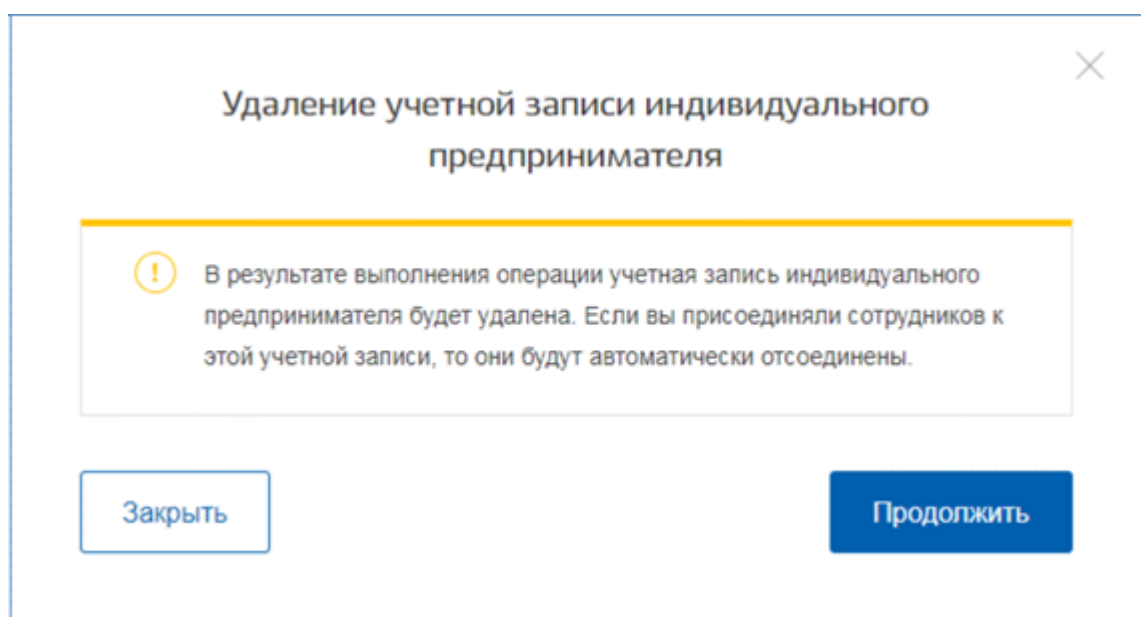 Удаление учетной записи индивидуального
предпринимателя
В результате выполнения операции учетная запись индивидуального
предпринимателя будет удалена. Если вы присоединяли сотрудников к
этой учетной записи, то они будут автоматически отсоединены.
Закрыть
Продолжить